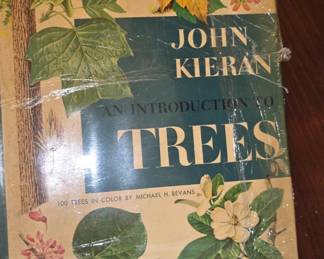 JOHN
KIERAN
AN INTRODUCTION TO
TREES
100 TREES IN COLOR BY MICHAEL H. BEVANS